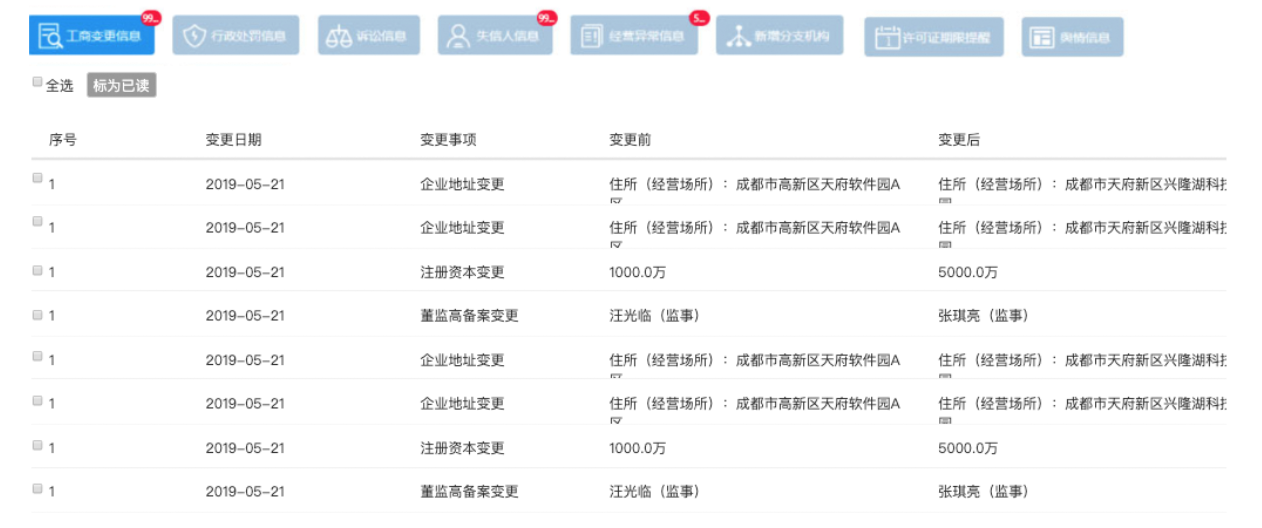 99...
99...
5...
工商变更信息 行政处罚信息 诉讼信息 失信人信息 经营异常信息 新增分支机构 许可证期限提醒 舆情信息
全选 标为已读
序号 变更日期 变更事项 变更前 变更后
1 2019-05-21 企业地址变更 住所（经营场所）：成都市高新区天府软件园A 住所（经营场所）：成都市天府新区兴隆湖科技
区 园
1 2019-05-21 企业地址变更 住所（经营场所）：成都市高新区天府软件园A 住所（经营场所）：成都市天府新区兴隆湖科技
区 园
1 2019-05-21 注册资本变更 1000.0万 5000.0万
1 2019-05-21 董监高备案变更 汪光临（监事） 张琪亮（监事）
1 2019-05-21 企业地址变更 住所（经营场所）：成都市高新区天府软件园A 住所（经营场所）：成都市天府新区兴隆湖科技
区 园
1 2019-05-21 企业地址变更 住所（经营场所）：成都市高新区天府软件园A 住所（经营场所）：成都市天府新区兴隆湖科技
区 园
1 2019-05-21 注册资本变更 1000.0万 5000.0万
1 2019-05-21 董监高备案变更 汪光临（监事） 张琪亮（监事）